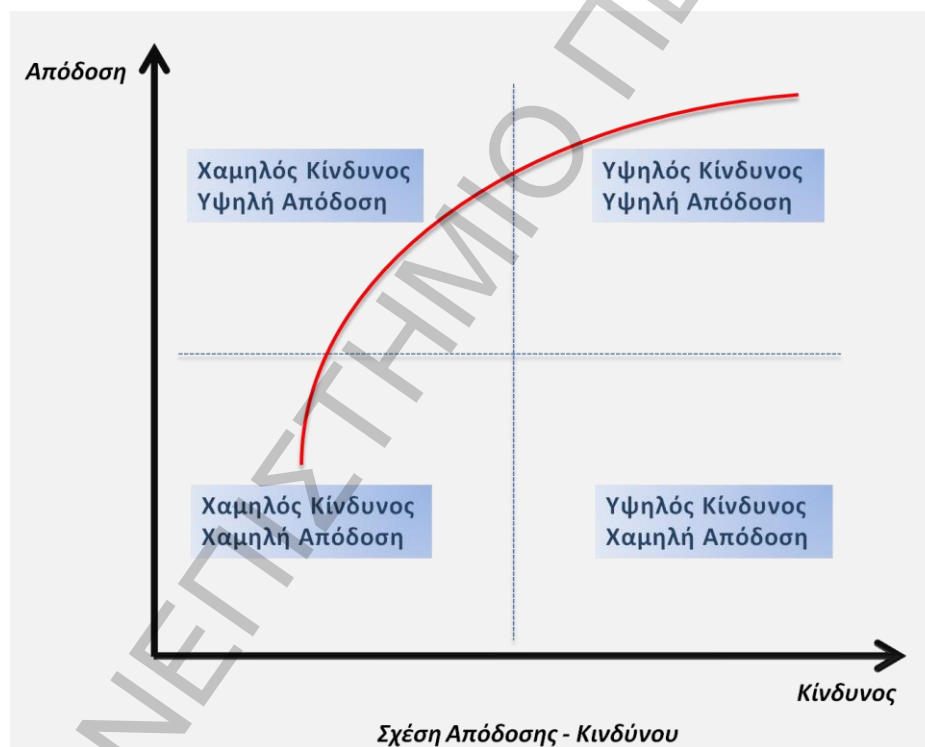 Απόδοση
Χαμηλός Κίνδυνος
Υψηλή Απόδοση
Υψηλός Κίνδυνος
Υψηλή Απόδοση
Χαμηλός Κίνδυνος
Χαμηλή Απόδοση
Υψηλός Κίνδυνος
Χαμηλή Απόδοση
Κίνδυνος
Σχέση Απόδοσης - Κινδύνου